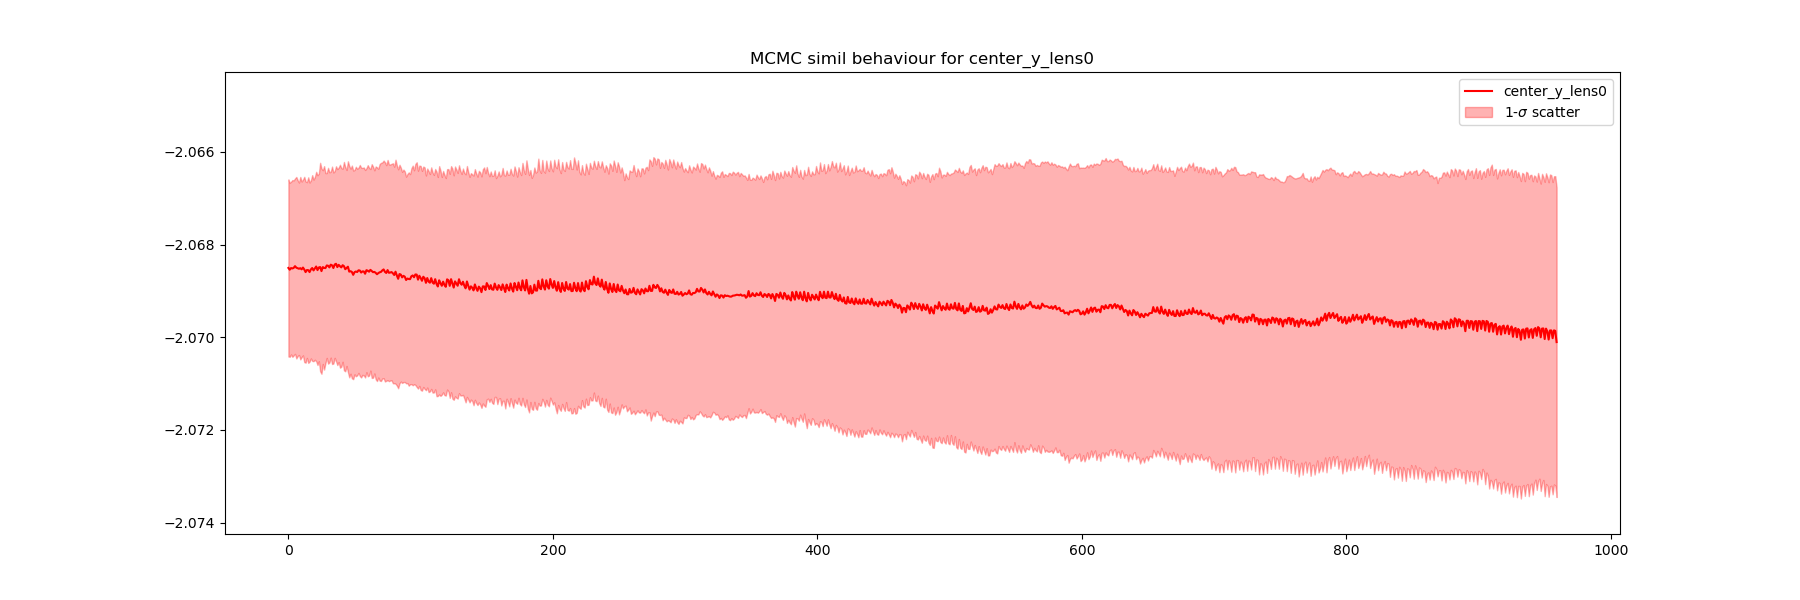 MCMC simil behaviour for center_y_lens0
center_y_lens0
1-σ scatter
−2.066
−2.068
−2.070
−2.072
−2.074
0 200 400 600 800 1000